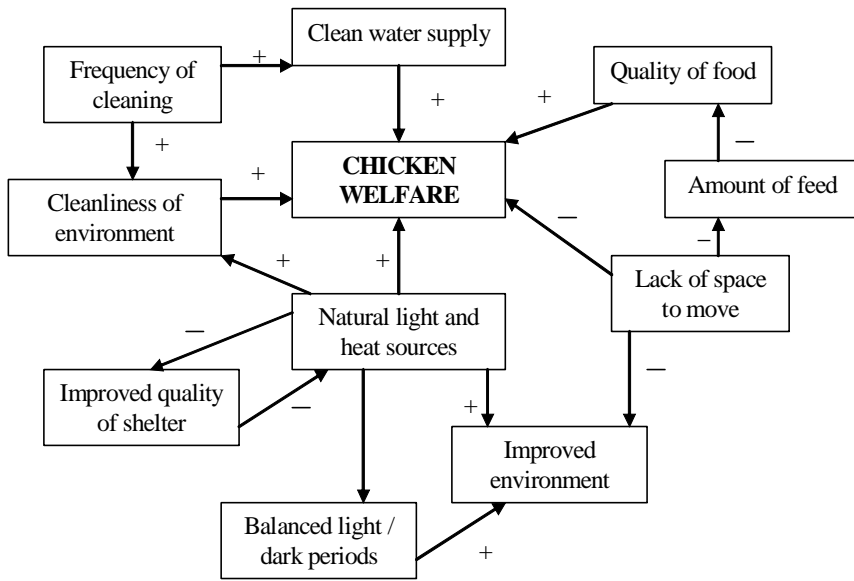 Clean water supply
Frequency of
cleaning
Quality of food
+
+
+
+
CHICKEN
WELFARE
—
Cleanliness of
environment
+
Amount of feed
—
—
+
+
Lack of space
to move
Natural light and
heat sources
—
Improved quality
of shelter
—
—
+
Improved
environment
Balanced light /
dark periods
+